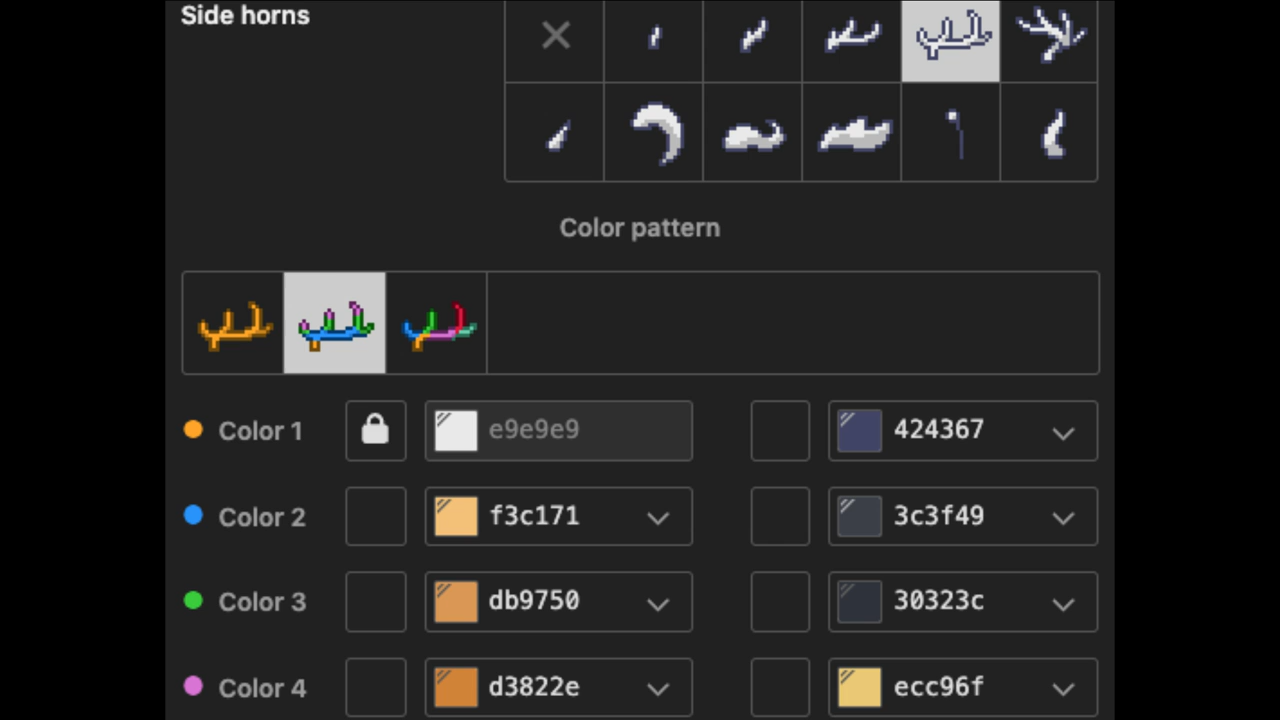 Side horns
Color pattern
Color 1 e9e9e9 424367
Color 2 f3c171 3c3f49
Color 3 db9750 30323c
Color 4 d3822e ecc96f